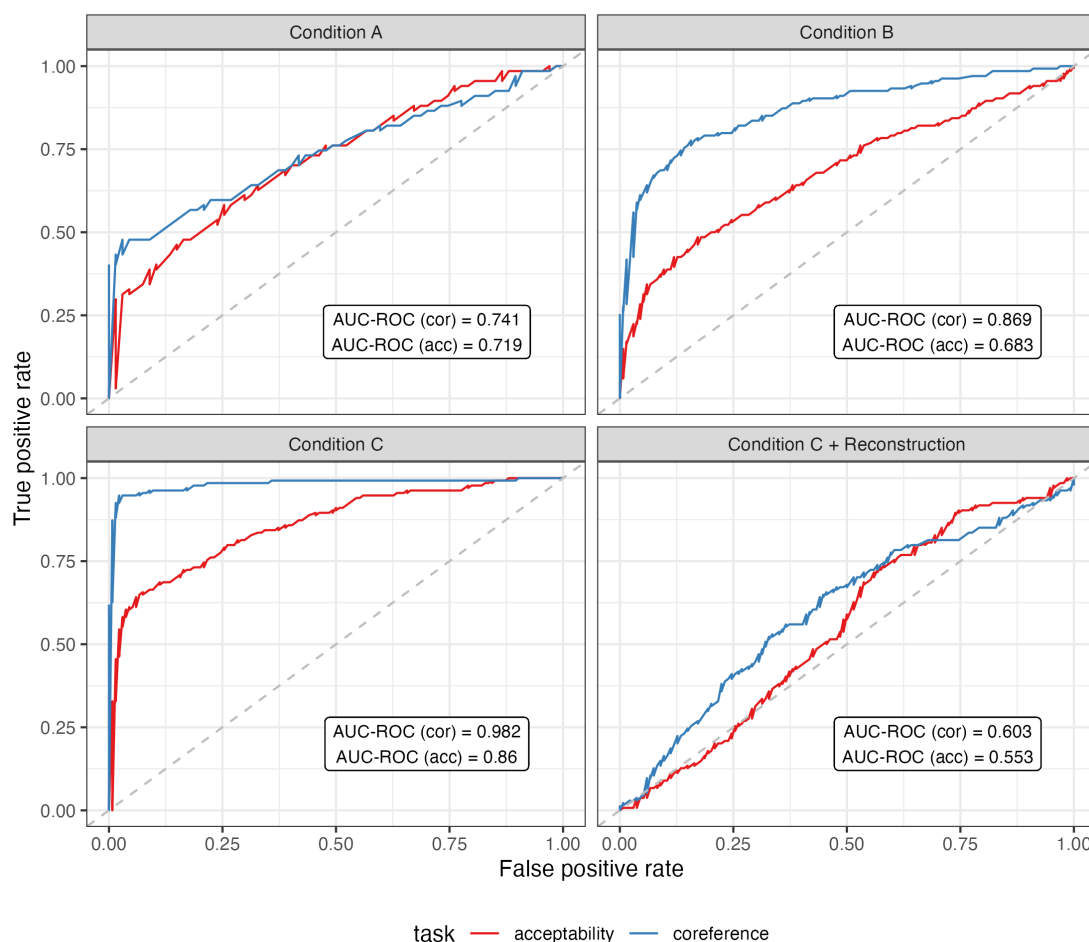 Condition A
Condition B
1.00
0.75
0.50
0.25
0.00
AUC-ROC (cor) = 0.741
AUC-ROC (acc) = 0.719
AUC-ROC (cor) = 0.869
AUC-ROC (acc) = 0.683
True positive rate
Condition C
Condition C + Reconstruction
1.00
0.75
0.50
0.25
0.00
AUC-ROC (cor) = 0.982
AUC-ROC (acc) = 0.86
AUC-ROC (cor) = 0.603
AUC-ROC (acc) = 0.553
0.00 0.25 0.50 0.75 1.00 0.00 0.25 0.50 0.75 1.00
False positive rate
task acceptability coreference